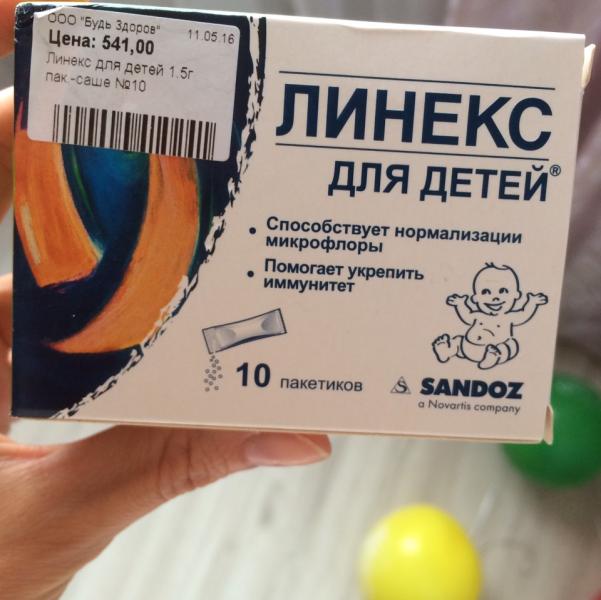 ООО "Будь Здоров"
11.05.16
Цена: 541,00
Линекс для детей 1.5г
пак.-саше №10
ЛИНЕКС
ДЛЯ ДЕТЕЙ®
• Способствует нормализации
микрофлоры
• Помогает укрепить
иммунитет
10 пакетиков
S SANDOZ
a Novartis company